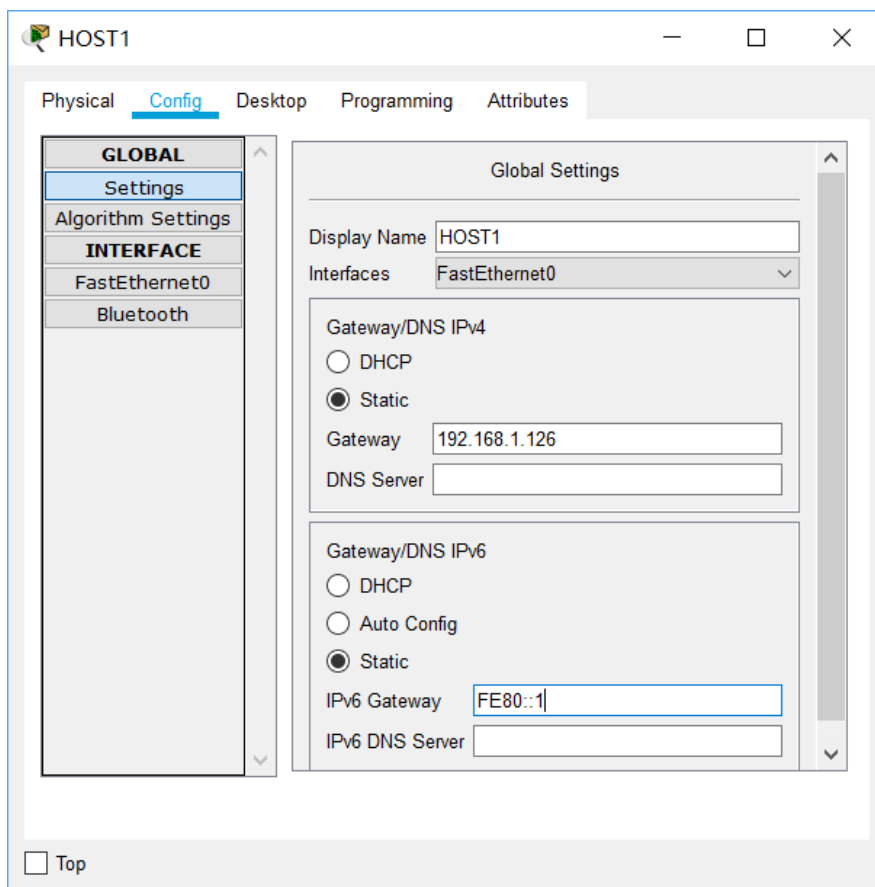 HOST1
Physical Config Desktop Programming Attributes
GLOBAL
Settings
Algorithm Settings
INTERFACE
FastEthernet0
Bluetooth
Global Settings
Display Name HOST1
Interfaces FastEthernet0
Gateway/DNS IPv4
DHCP
Static
Gateway 192.168.1.126
DNS Server
Gateway/DNS IPv6
DHCP
Auto Config
Static
IPv6 Gateway FE80::1
IPv6 DNS Server
Top